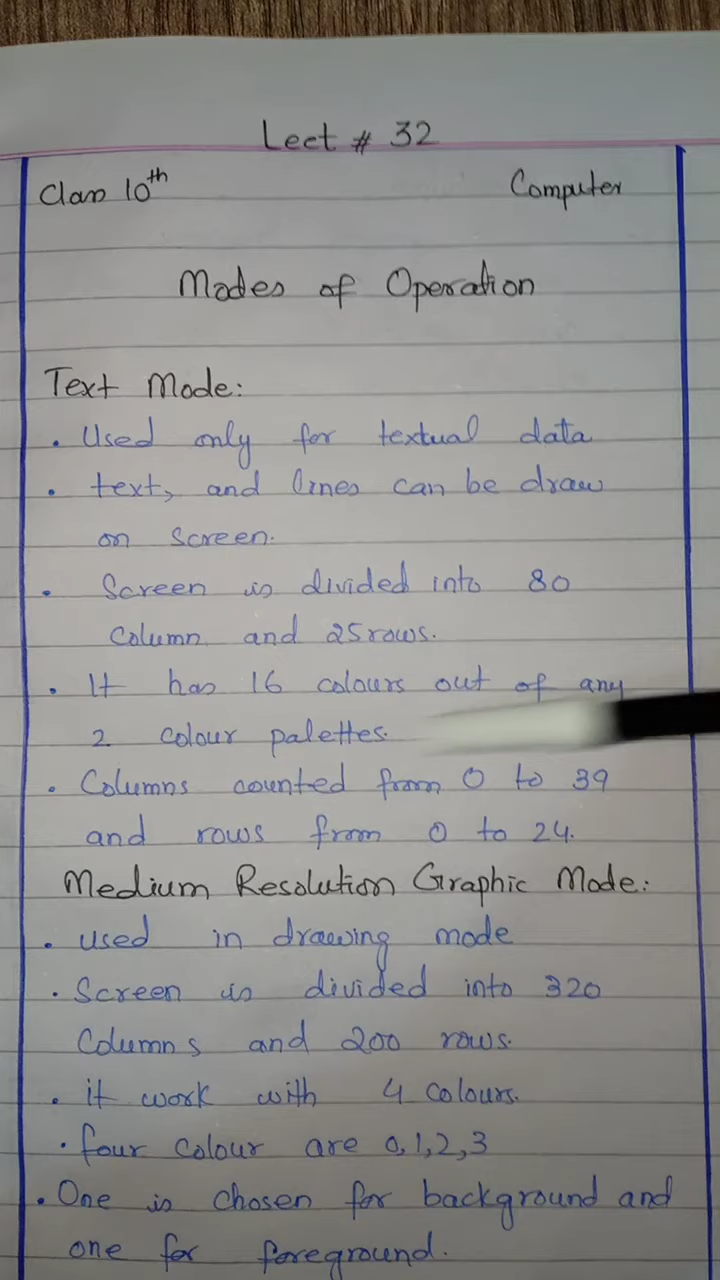 Lect # 32
Class 10th Computer
Modes of Operation
Text Mode:
• Used only for textual data
• text, and lines can be draw
on screen.
• Screen is divided into 80
column and 25 rows.
• It has 16 colours out of any
2 colour palettes.
• Columns counted from 0 to 39
and rows from 0 to 24.
Medium Resolution Graphic Mode:
• used in drawing mode
• Screen is divided into 320
Columns and 200 rows.
• it work with 4 colours.
• four colour are 0,1,2,3
• One is chosen for background and
one for foreground.